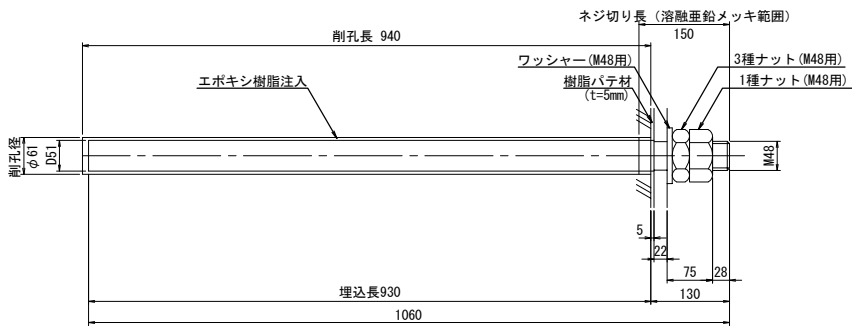 ネジ切り長（溶融亜鉛メッキ範囲）
削孔長 940
150
ワッシャー(M48用)
3種ナット(M48用)
エポキシ樹脂注入
樹脂パテ材
(t=5mm)
1種ナット(M48用)
削孔径
φ61
D51
M48
5
22
75
28
埋込長930
130
1060